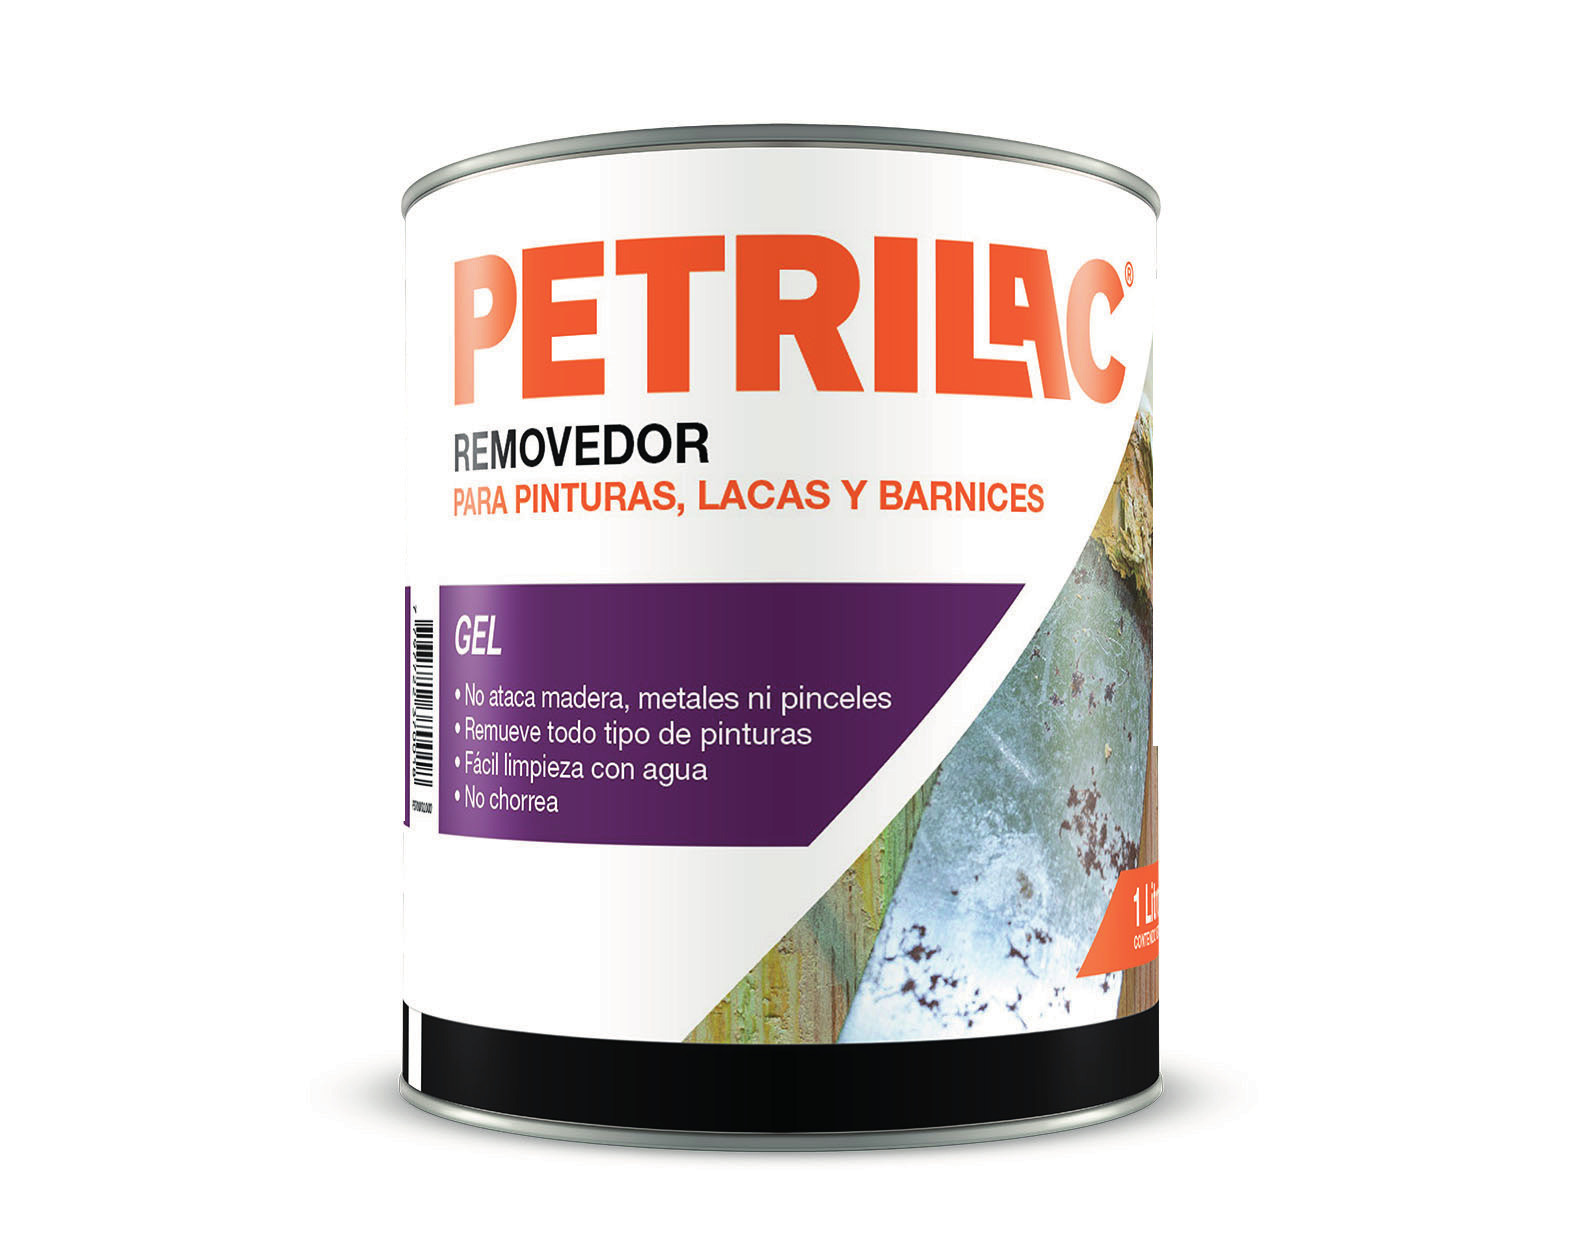 PETRILAC®
REMOVEDOR
PARA PINTURAS, LACAS Y BARNICES
GEL
• No ataca madera, metales ni pinceles
• Remueve todo tipo de pinturas
• Fácil limpieza con agua
• No chorrea
1